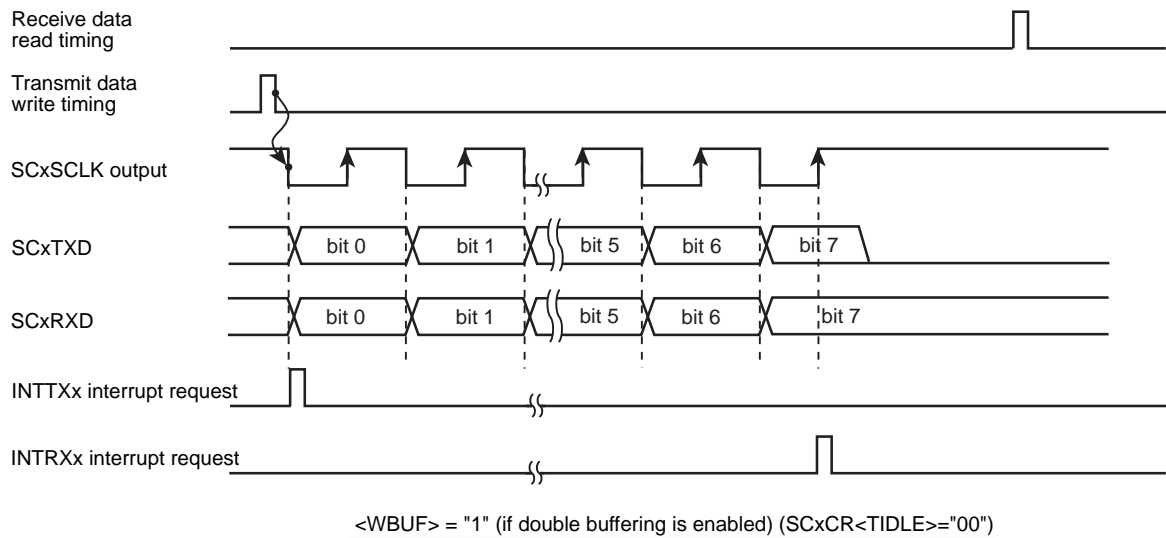 Receive data
read timing
Transmit data
write timing
SCxSCLK output
SCxTXD
bit 0
bit 1
bit 5
bit 6
bit 7
SCxRXD
bit 0
bit 1
bit 5
bit 6
bit 7
INTTXx interrupt request
INTRXx interrupt request
<WBUF> = "1" (if double buffering is enabled) (SCxCR<TIDLE>="00")